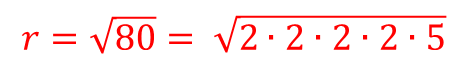 r = √80 = √2 · 2 · 2 · 2 · 5